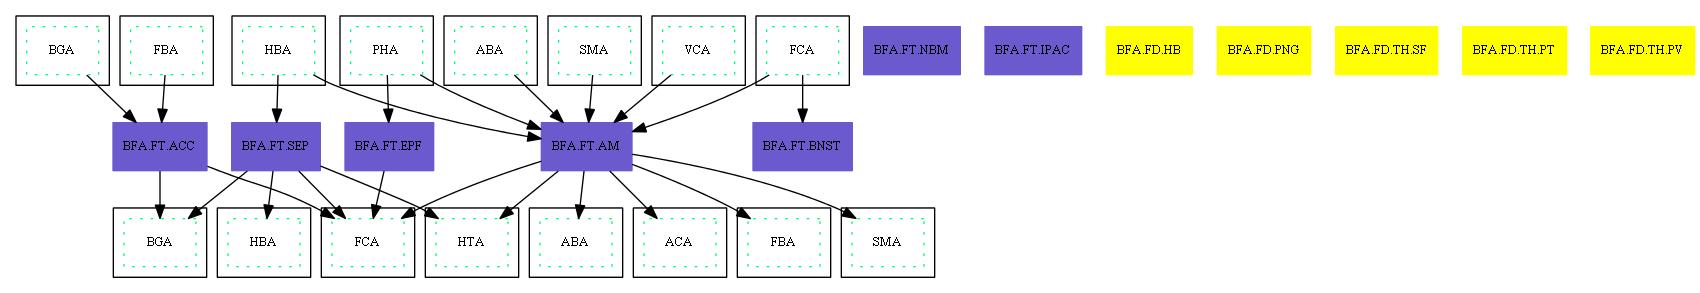 BGA
FBA
HBA
PHA
ABA
SMA
VCA
FCA
BFA.FT.NBM
BFA.FT.IPAC
BFA.FD.HB
BFA.FD.PNG
BFA.FD.TH.SF
BFA.FD.TH.PT
BFA.FD.TH.PV
BFA.FT.ACC
BFA.FT.SEP
BFA.FT.EPF
BFA.FT.AM
BFA.FT.BNST
BGA
HBA
FCA
HTA
ABA
ACA
FBA
SMA